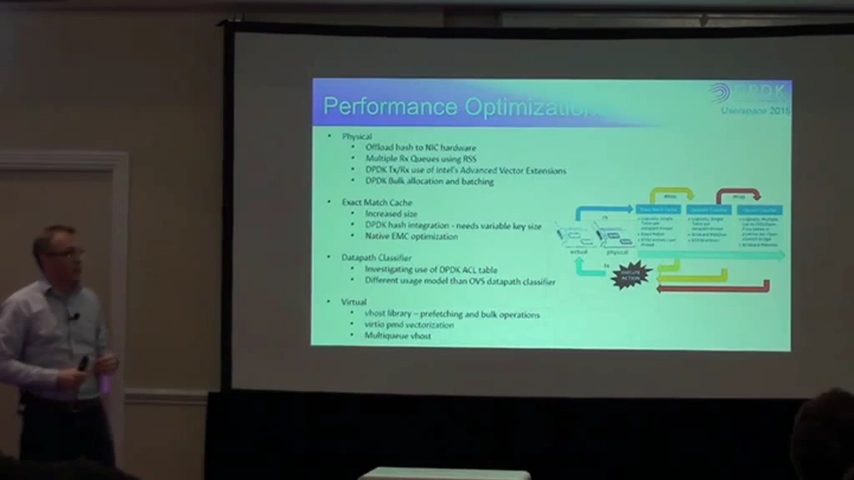 Performance Optimization
DPDK
Userspace 2015
• Physical
• Offload hash to NIC hardware
• Multiple Rx Queues using RSS
• DPDK Tx/Rx use of Intel's Advanced Vector Extensions
• DPDK Bulk allocation and batching
• Exact Match Cache
• Increased size
• DPDK hash integration - needs variable key size
• Native EMC optimization
• Datapath Classifier
• Investigating use of DPDK ACL table
• Different usage model than OVS datapath classifier
• Virtual
• vhost library – prefetching and bulk operations
• virtio pmd vectorization
• Multiqueue vhost
virtual
physical
EXECUTE
ACTION